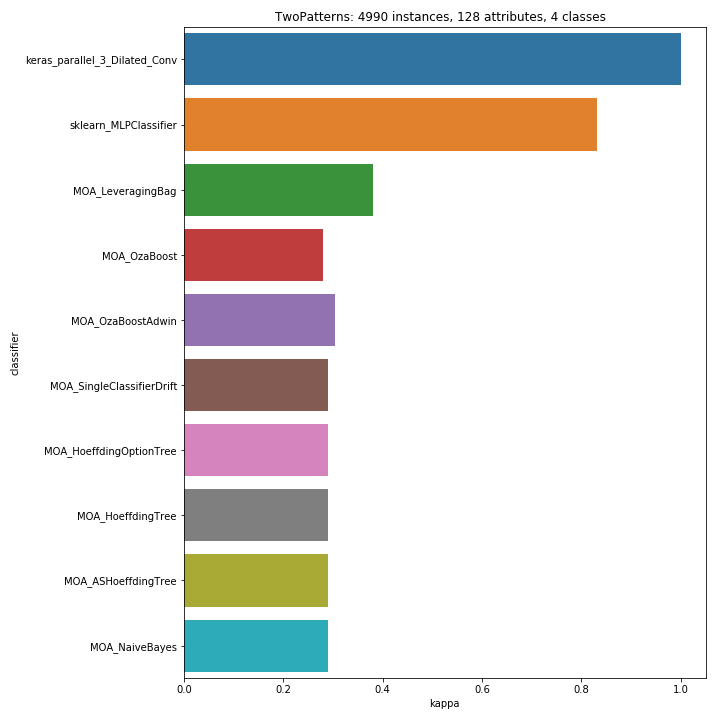 TwoPatterns: 4990 instances, 128 attributes, 4 classes
classifier
keras_parallel_3_Dilated_Conv
sklearn_MLPClassifier
MOA_LeveragingBag
MOA_OzaBoost
MOA_OzaBoostAdwin
MOA_SingleClassifierDrift
MOA_HoeffdingOptionTree
MOA_HoeffdingTree
MOA_ASHoeffdingTree
MOA_NaiveBayes
0.0 0.2 0.4 0.6 0.8 1.0
kappa